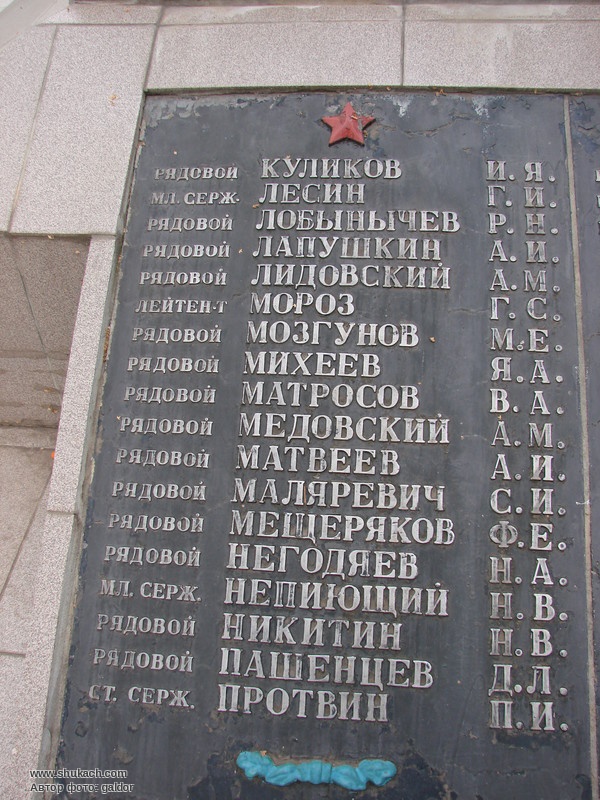 РЯДОВОЙ КУЛИКОВ И. Я.
МЛ. СЕРЖ. ЛЕСИН Г. И.
РЯДОВОЙ ЛОБЫНЫЧЕВ Р. Н.
РЯДОВОЙ ЛАПУШКИН А. И.
РЯДОВОЙ ЛИДОВСКИЙ А. М.
ЛЕЙТЕН-Т МОРОЗ Г. С.
РЯДОВОЙ МОЗГУНОВ М. Е.
РЯДОВОЙ МИХЕЕВ Я. А.
РЯДОВОЙ МАТРОСОВ В. А.
РЯДОВОЙ МЕДОВСКИЙ А. М.
РЯДОВОЙ МАТВЕЕВ А. И.
РЯДОВОЙ МАЛЯРЕВИЧ С. И.
РЯДОВОЙ МЕЩЕРЯКОВ Ф. Е.
РЯДОВОЙ НЕГОДЯЕВ Н. А.
МЛ. СЕРЖ. НЕПИЮЩИЙ Н. В.
РЯДОВОЙ НИКИТИН Н. В.
РЯДОВОЙ ПАШЕНЦЕВ Д. Л.
СТ. СЕРЖ. ПРОТВИН П. И.
www.shukach.com
Автор фото: gaklor